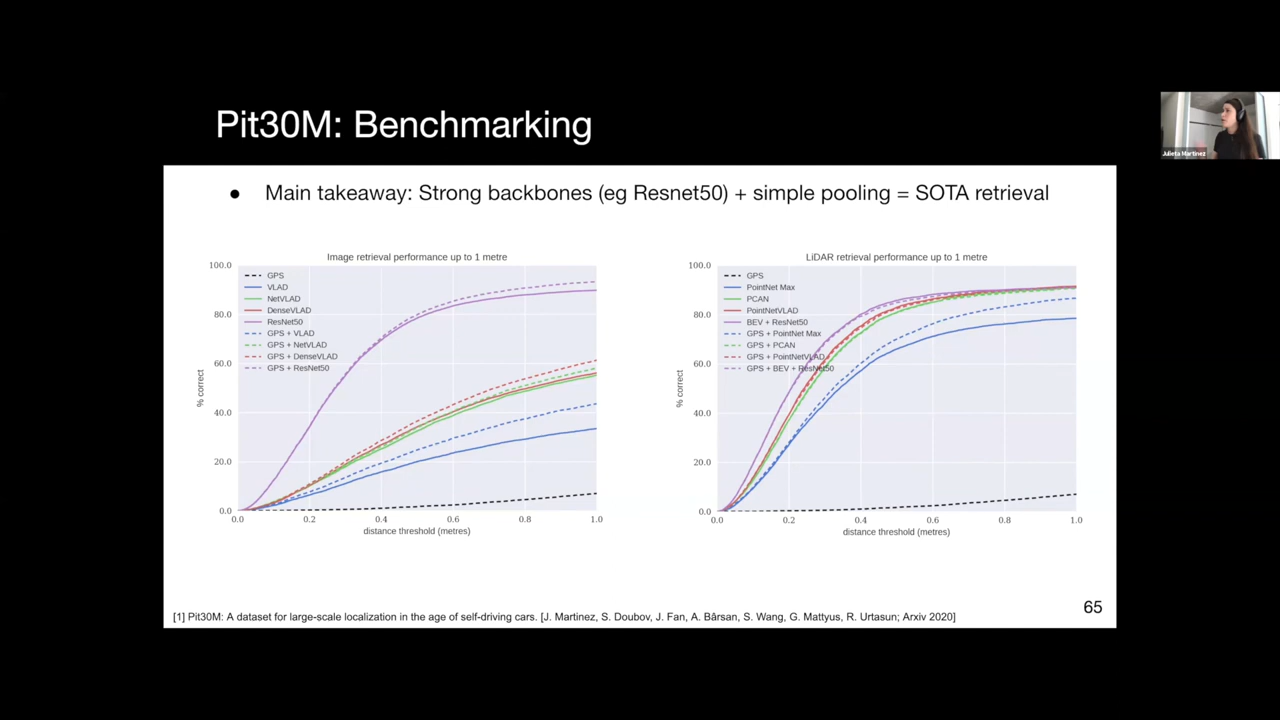 Pit30M: Benchmarking
Julieta Martinez
● Main takeaway: Strong backbones (eg Resnet50) + simple pooling = SOTA retrieval
Image retrieval performance up to 1 metre
100.0
80.0
60.0
40.0
20.0
0.0
% correct
GPS
VLAD
NetVLAD
DenseVLAD
ResNet50
GPS + VLAD
GPS + NetVLAD
GPS + DenseVLAD
GPS + ResNet50
0.0 0.2 0.4 0.6 0.8 1.0
distance threshold (metres)
LiDAR retrieval performance up to 1 metre
100.0
80.0
60.0
40.0
20.0
0.0
% correct
GPS
PointNet Max
PCAN
PointNetVLAD
BEV + ResNet50
GPS + PointNet Max
GPS + PCAN
GPS + PointNetVLAD
GPS + BEV + ResNet50
0.0 0.2 0.4 0.6 0.8 1.0
distance threshold (metres)
65
[1] Pit30M: A dataset for large-scale localization in the age of self-driving cars. [J. Martinez, S. Doubov, J. Fan, A. Bârsan, S. Wang, G. Mattyus, R. Urtasun; Arxiv 2020]